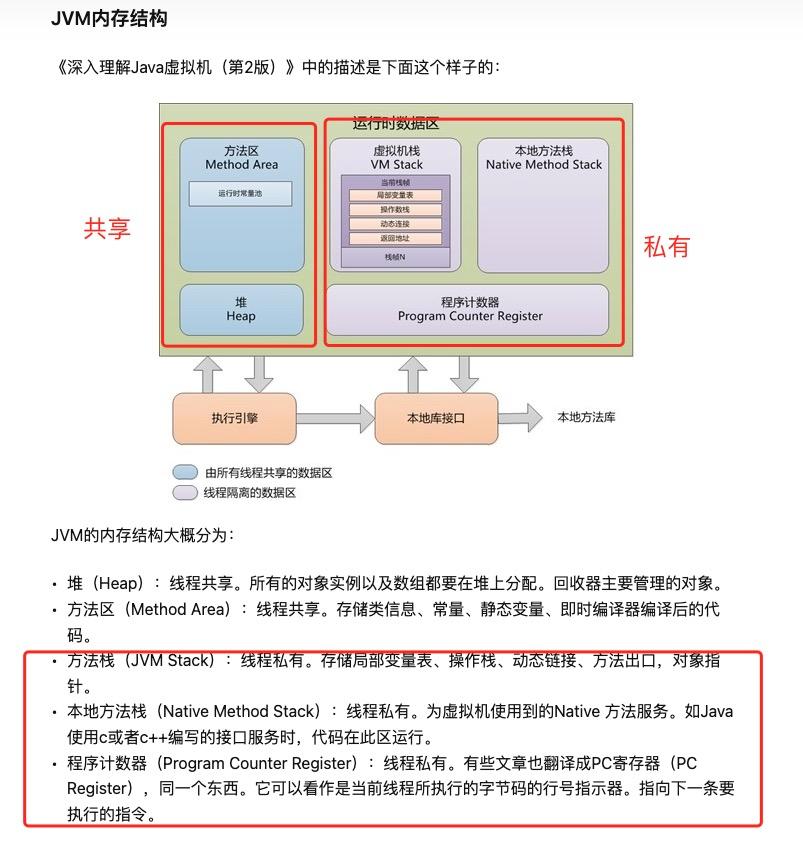 JVM内存结构
《深入理解Java虚拟机（第2版）》中的描述是下面这个样子的：
运行时数据区
方法区
Method Area
运行时常量池
虚拟机栈
VM Stack
当前栈帧
局部变量表
操作数栈
动态连接
返回地址
栈帧N
本地方法栈
Native Method Stack
共享
私有
堆
Heap
程序计数器
Program Counter Register
执行引擎
本地库接口
本地方法库
由所有线程共享的数据区
线程隔离的数据区
JVM的内存结构大概分为：
• 堆（Heap）：线程共享。所有的对象实例以及数组都要在堆上分配。回收器主要管理的对象。
• 方法区（Method Area）：线程共享。存储类信息、常量、静态变量、即时编译器编译后的代
码。
• 方法栈（JVM Stack）：线程私有。存储局部变量表、操作栈、动态链接、方法出口，对象指
针。
• 本地方法栈（Native Method Stack）：线程私有。为虚拟机使用到的Native 方法服务。如Java
使用c或者c++编写的接口服务时，代码在此区运行。
• 程序计数器（Program Counter Register）：线程私有。有些文章也翻译成PC寄存器（PC
Register），同一个东西。它可以看作是当前线程所执行的字节码的行号指示器。指向下一条要
执行的指令。